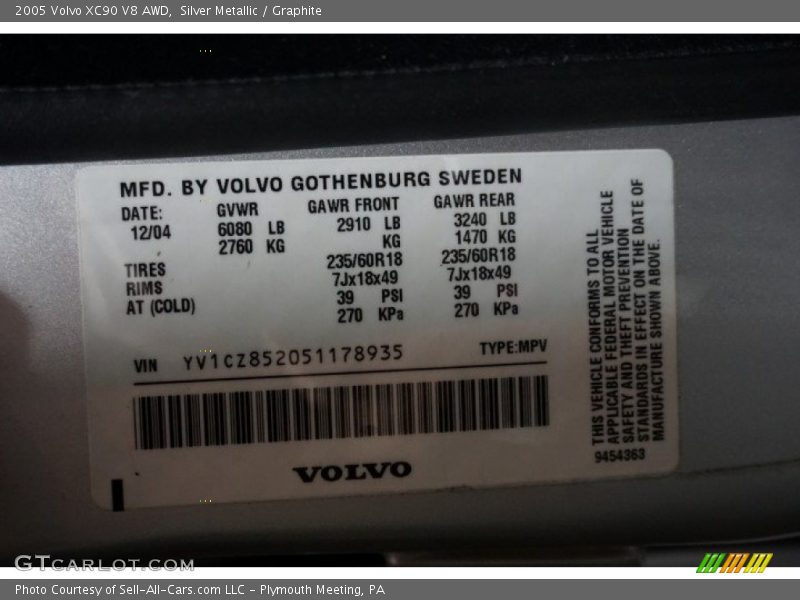 2005 Volvo XC90 V8 AWD, Silver Metallic / Graphite
MFD. BY VOLVO GOTHENBURG SWEDEN
DATE: GVWR GAWR FRONT GAWR REAR
12/04 6080 LB 2910 LB 3240 LB
2760 KG KG 1470 KG
TIRES 235/60R18 235/60R18
RIMS 7Jx18x49 7Jx18x49
AT (COLD) 39 PSI 39 PSI
270 KPa 270 KPa
VIN YV1CZ852051178935 TYPE:MPV
VOLVO
THIS VEHICLE CONFORMS TO ALL
APPLICABLE FEDERAL MOTOR VEHICLE
SAFETY AND THEFT PREVENTION
STANDARDS IN EFFECT ON THE DATE OF
MANUFACTURE SHOWN ABOVE.
9454363
GTCARLOT.COM
Photo Courtesy of Sell-All-Cars.com LLC - Plymouth Meeting, PA